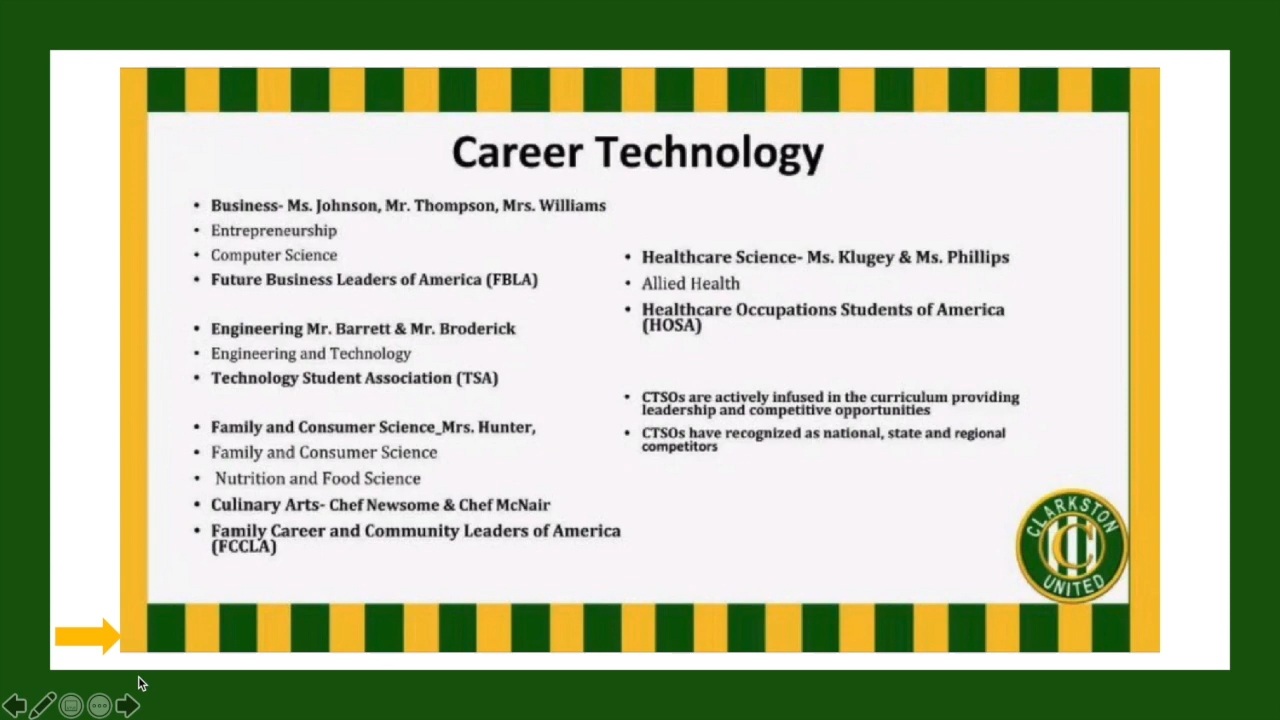 Career Technology
Business- Ms. Johnson, Mr. Thompson, Mrs. Williams
Entrepreneurship
Computer Science
Future Business Leaders of America (FBLA)
Engineering Mr. Barrett & Mr. Broderick
Engineering and Technology
Technology Student Association (TSA)
Family and Consumer Science_Mrs. Hunter,
Family and Consumer Science
Nutrition and Food Science
Culinary Arts- Chef Newsome & Chef McNair
Family Career and Community Leaders of America
(FCCLA)
Healthcare Science- Ms. Klugey & Ms. Phillips
Allied Health
Healthcare Occupations Students of America
(HOSA)
CTSOs are actively infused in the curriculum providing
leadership and competitive opportunities
CTSOs have recognized as national, state and regional
competitors
CLARKSTON
C
UNITED